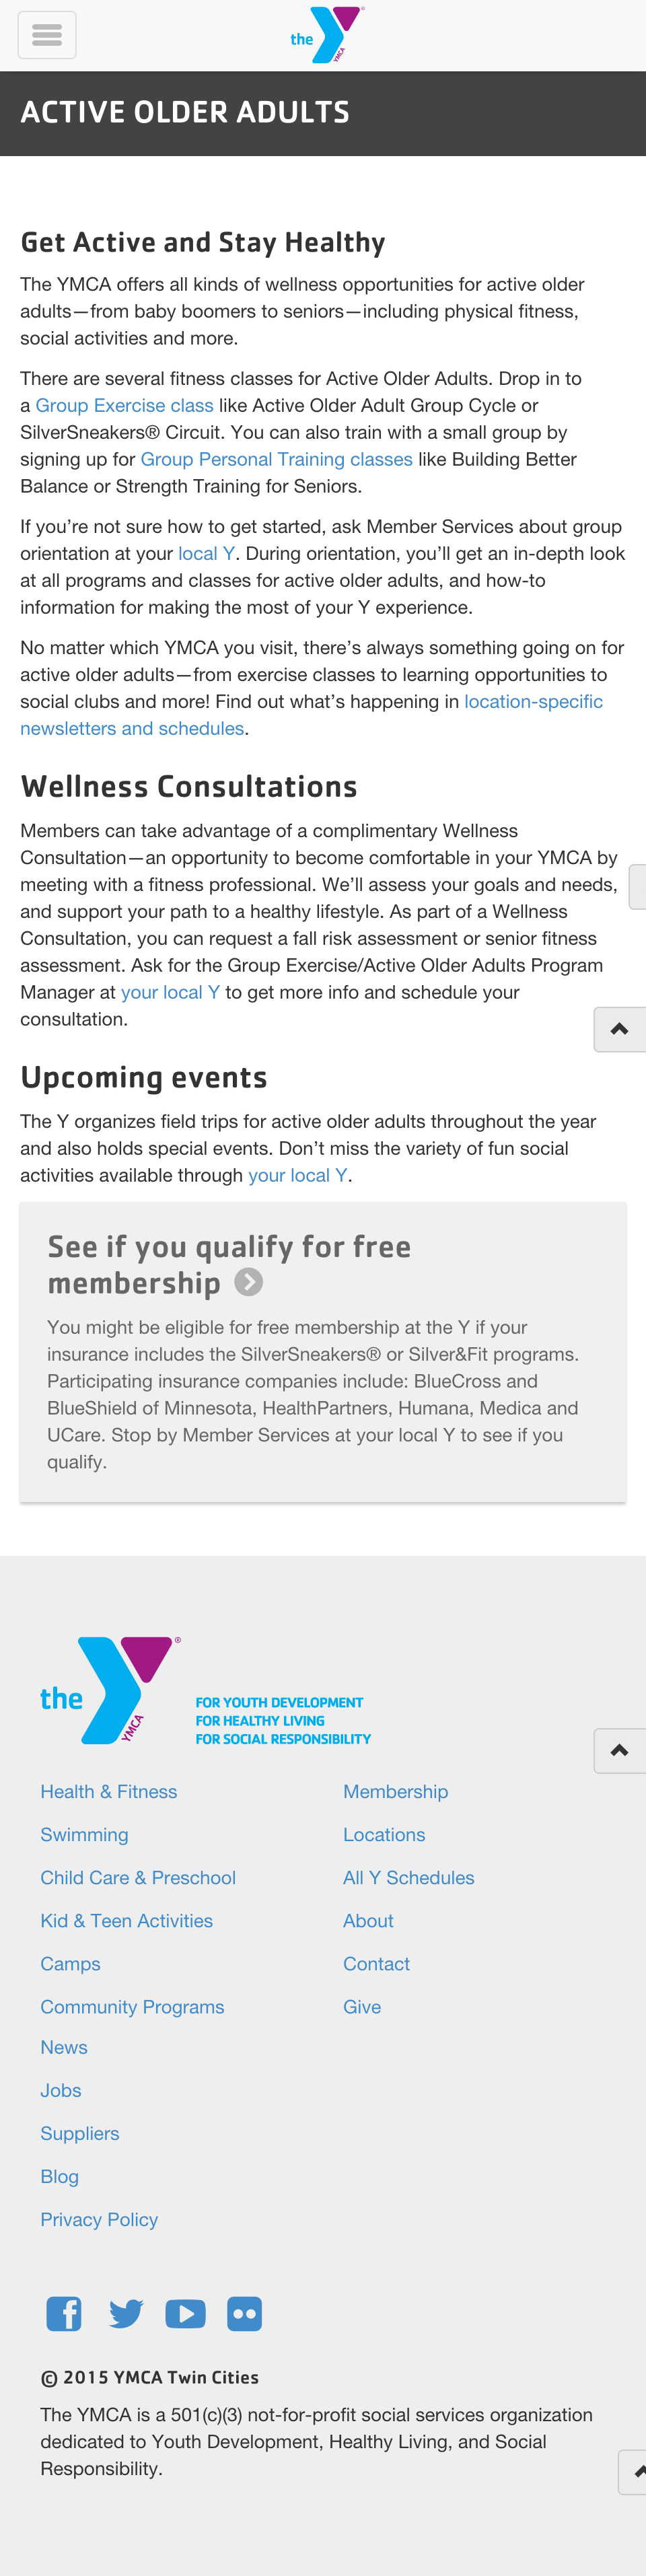 the
YMCA
ACTIVE OLDER ADULTS
Get Active and Stay Healthy
The YMCA offers all kinds of wellness opportunities for active older
adults—from baby boomers to seniors—including physical fitness,
social activities and more.
There are several fitness classes for Active Older Adults. Drop in to
a Group Exercise class like Active Older Adult Group Cycle or
SilverSneakers® Circuit. You can also train with a small group by
signing up for Group Personal Training classes like Building Better
Balance or Strength Training for Seniors.
If you’re not sure how to get started, ask Member Services about group
orientation at your local Y. During orientation, you’ll get an in-depth look
at all programs and classes for active older adults, and how-to
information for making the most of your Y experience.
No matter which YMCA you visit, there’s always something going on for
active older adults—from exercise classes to learning opportunities to
social clubs and more! Find out what’s happening in location-specific
newsletters and schedules.
Wellness Consultations
Members can take advantage of a complimentary Wellness
Consultation—an opportunity to become comfortable in your YMCA by
meeting with a fitness professional. We’ll assess your goals and needs,
and support your path to a healthy lifestyle. As part of a Wellness
Consultation, you can request a fall risk assessment or senior fitness
assessment. Ask for the Group Exercise/Active Older Adults Program
Manager at your local Y to get more info and schedule your
consultation.
Upcoming events
The Y organizes field trips for active older adults throughout the year
and also holds special events. Don’t miss the variety of fun social
activities available through your local Y.
See if you qualify for free
membership
You might be eligible for free membership at the Y if your
insurance includes the SilverSneakers® or Silver&Fit programs.
Participating insurance companies include: BlueCross and
BlueShield of Minnesota, HealthPartners, Humana, Medica and
UCare. Stop by Member Services at your local Y to see if you
qualify.
the
YMCA
®
FOR YOUTH DEVELOPMENT
FOR HEALTHY LIVING
FOR SOCIAL RESPONSIBILITY
Health & Fitness
Swimming
Child Care & Preschool
Kid & Teen Activities
Camps
Community Programs
Membership
Locations
All Y Schedules
About
Contact
Give
News
Jobs
Suppliers
Blog
Privacy Policy
© 2015 YMCA Twin Cities
The YMCA is a 501(c)(3) not-for-profit social services organization
dedicated to Youth Development, Healthy Living, and Social
Responsibility.